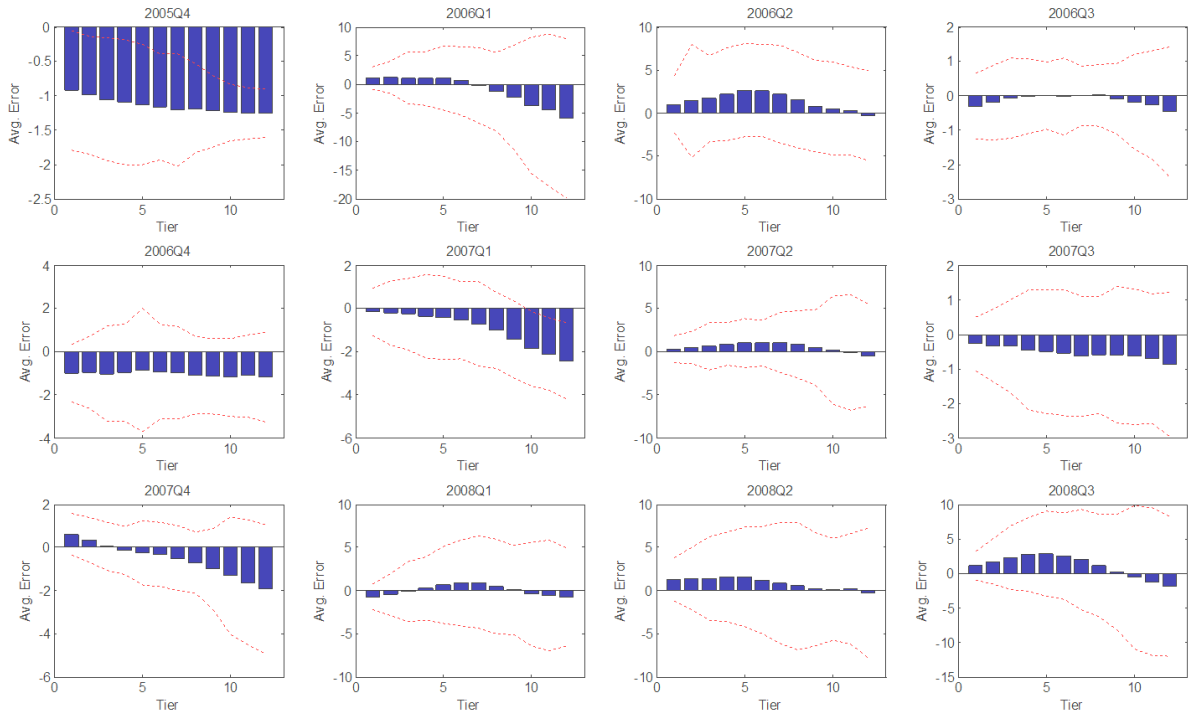 2005Q4
0
-0.5
-1
-1.5
-2
-2.5
0 5 10
Avg. Error
Tier
2006Q1
10
5
0
-5
-10
-15
-20
0 5 10
Avg. Error
Tier
2006Q2
10
5
0
-5
-10
0 5 10
Avg. Error
Tier
2006Q3
2
1
0
-1
-2
-3
0 5 10
Avg. Error
Tier
2006Q4
4
2
0
-2
-4
0 5 10
Avg. Error
Tier
2007Q1
2
0
-2
-4
-6
0 5 10
Avg. Error
Tier
2007Q2
10
5
0
-5
-10
0 5 10
Avg. Error
Tier
2007Q3
2
1
0
-1
-2
-3
0 5 10
Avg. Error
Tier
2007Q4
2
0
-2
-4
-6
0 5 10
Avg. Error
Tier
2008Q1
10
5
0
-5
-10
0 5 10
Avg. Error
Tier
2008Q2
10
5
0
-5
-10
0 5 10
Avg. Error
Tier
2008Q3
10
5
0
-5
-10
-15
0 5 10
Avg. Error
Tier